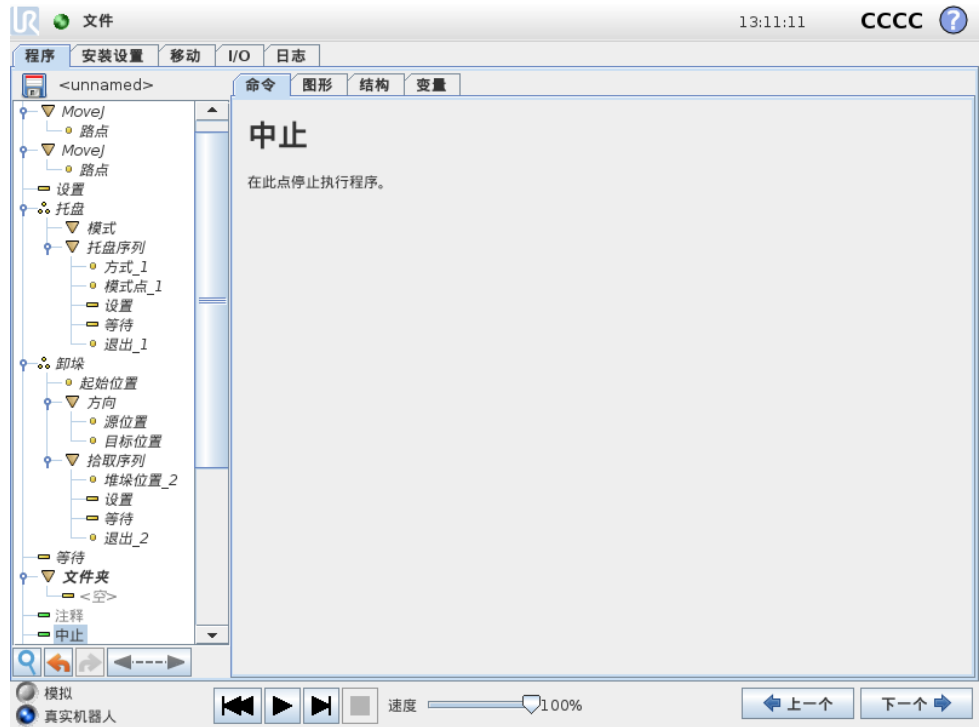 UR 文件 13:11:11 CCCC ?
程序 安装设置 移动 I/O 日志
<unnamed> 命令 图形 结构 变量
MoveJ
路点
MoveJ
路点
设置
托盘
模式
托盘序列
方式_1
模式点_1
设置
等待
退出_1
卸垛
起始位置
方向
源位置
目标位置
拾取序列
堆垛位置_2
设置
等待
退出_2
等待
文件夹
<空>
注释
中止
中止
在此点停止执行程序。
模拟
真实机器人
速度 100%
上一个 下一个